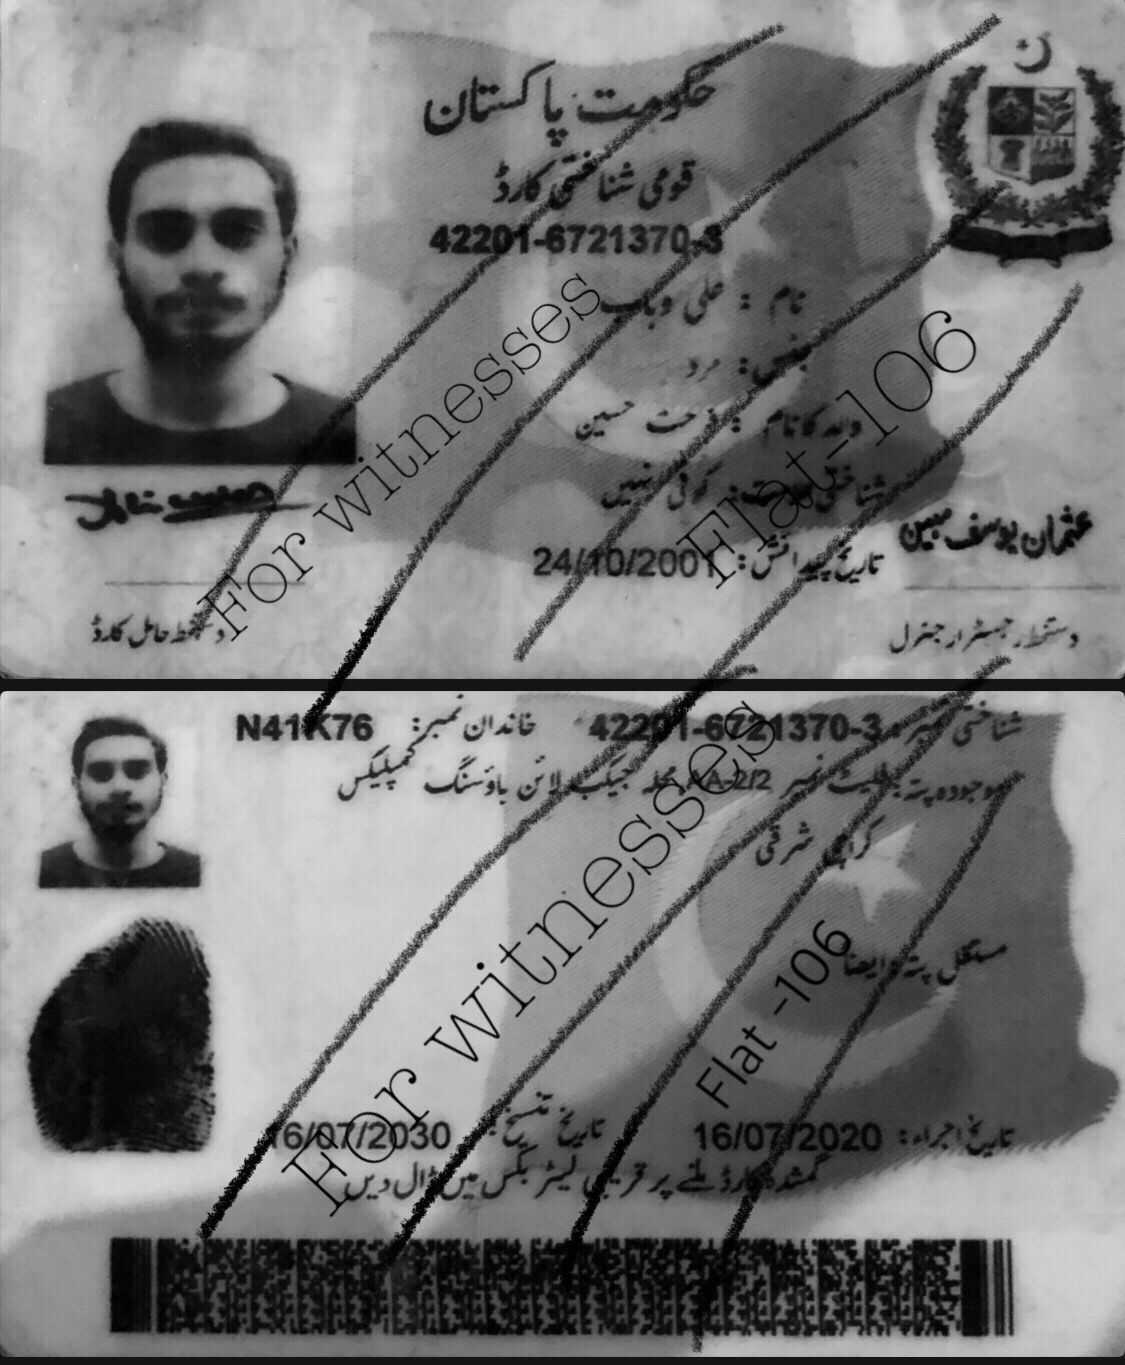 حکومت پاکستان
قومی شناختی کارڈ
42201-6721370-3
نام : علی وہاب
جنس: مرد
والد کا نام : فرحت حسین
شناختی علامت: کوئی نہیں
تاریخ پیدائش: 24/10/2001
عثمان یوسف مبین
دستخط حامل کارڈ
دستخط رجسٹرار جنرل
For witnesses
Flat-106
شناختی نمبر: 42201-6721370-3 خاندان نمبر: N41K76
موجودہ پتہ: فلیٹ نمبر AA-2/2، محلہ جیکب لائن ہاؤسنگ کمپلیکس
کراچی شرقی
مستقل پتہ: ایضا
تاریخ اجراء: 16/07/2020 تاریخ تنسیخ: 16/07/2030
گمشدہ کارڈ ملنے پر قریبی لیٹر بکس میں ڈال دیں
For witnesses
Flat -106